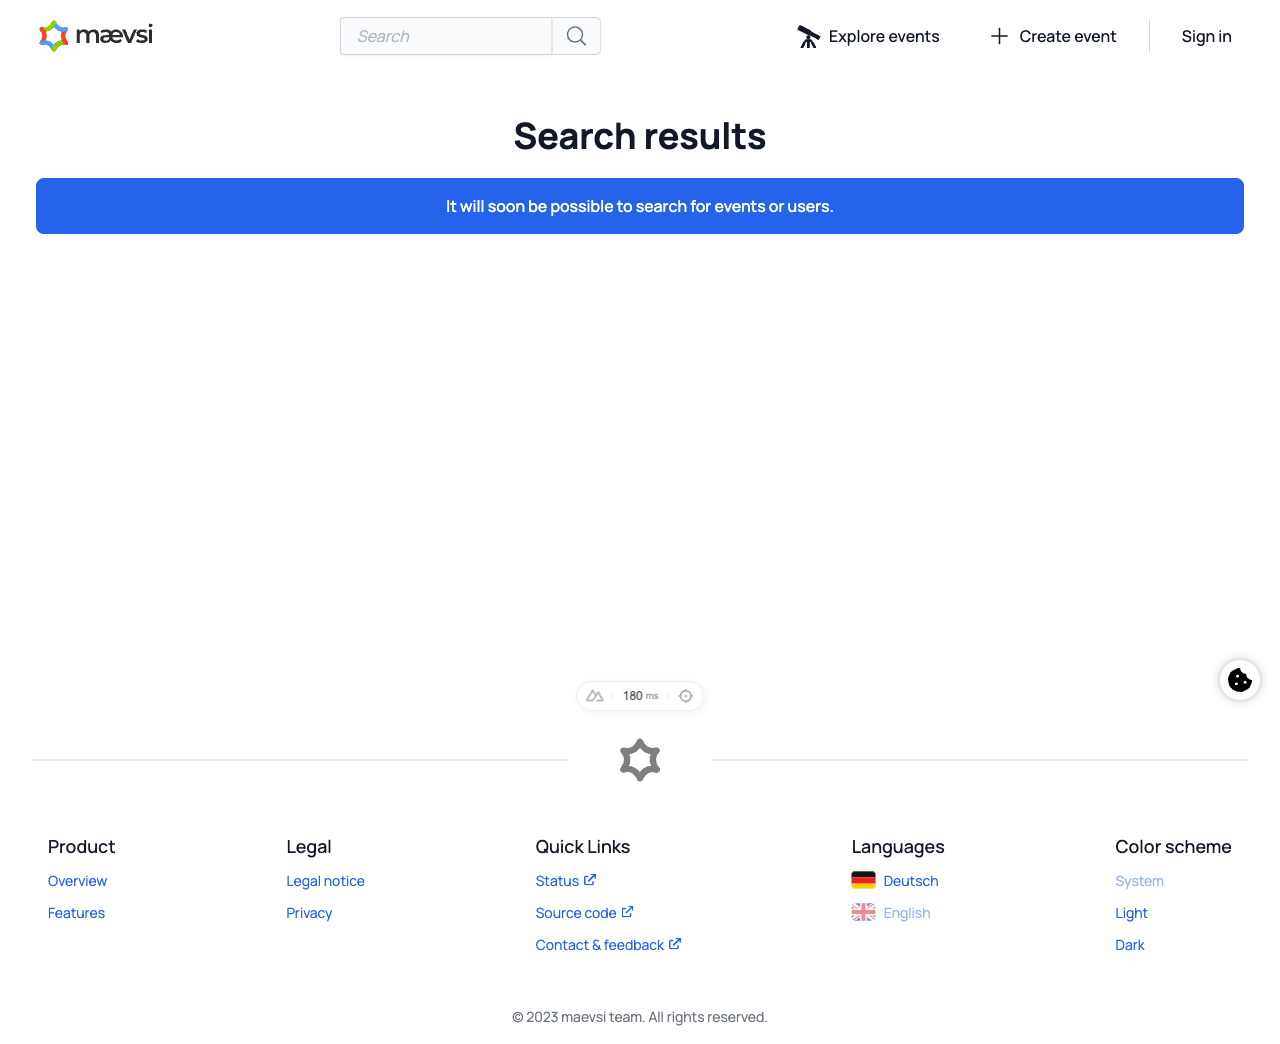 mævsi
Search
Explore events
Create event
Sign in
Search results
It will soon be possible to search for events or users.
180 ms
Product
Overview
Features
Legal
Legal notice
Privacy
Quick Links
Status
Source code
Contact & feedback
Languages
Deutsch
English
Color scheme
System
Light
Dark
© 2023 maevsi team. All rights reserved.